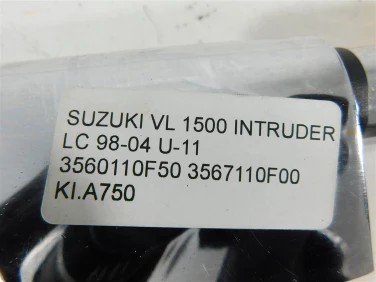 SUZUKI VL 1500 INTRUDER
LC 98-04 U-11
3560110F50 3567110F00
KI.A750